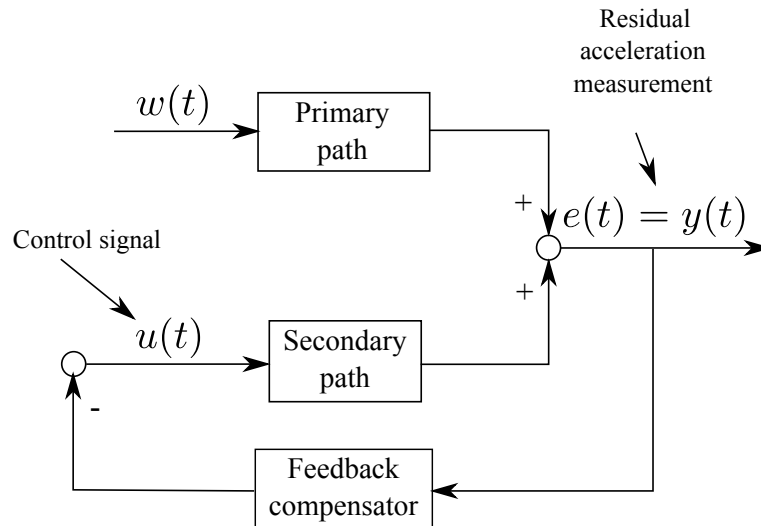 Residual
acceleration
measurement
w(t)
Primary
path
+
e(t) = y(t)
Control signal
+
u(t)
Secondary
path
-
Feedback
compensator